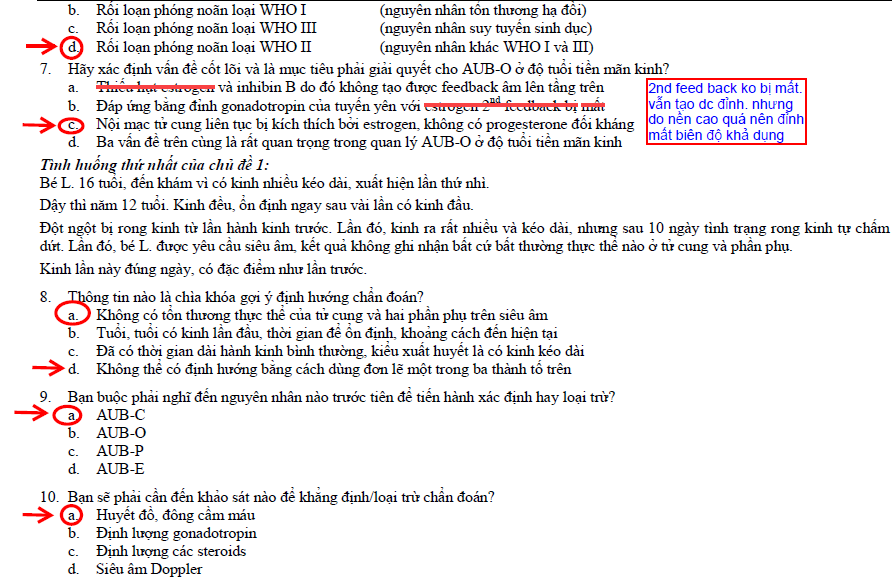 b. Rối loạn phóng noãn loại WHO I (nguyên nhân tổn thương hạ đồi)
c. Rối loạn phóng noãn loại WHO III (nguyên nhân suy tuyến sinh dục)
d. Rối loạn phóng noãn loại WHO II (nguyên nhân khác WHO I và III)
7. Hãy xác định vấn đề cốt lõi và là mục tiêu phải giải quyết cho AUB-O ở độ tuổi tiền mãn kinh?
a. Thiếu hụt estrogen và inhibin B do đó không tạo được feedback âm lên tầng trên
b. Đáp ứng bằng đỉnh gonadotropin của tuyến yên với estrogen 2nd feedback bị mất
c. Nội mạc tử cung liên tục bị kích thích bởi estrogen, không có progesterone đối kháng
d. Ba vấn đề trên cùng là rất quan trọng trong quan lý AUB-O ở độ tuổi tiền mãn kinh
2nd feed back ko bị mất.
vẫn tạo dc đỉnh. nhưng
do nền cao quá nên đỉnh
mất biên độ khả dụng
Tình huống thứ nhất của chủ đề 1:
Bé L. 16 tuổi, đến khám vì có kinh nhiều kéo dài, xuất hiện lần thứ nhì.
Dậy thì năm 12 tuổi. Kinh đều, ổn định ngay sau vài lần có kinh đầu.
Đột ngột bị rong kinh từ lần hành kinh trước. Lần đó, kinh ra rất nhiều và kéo dài, nhưng sau 10 ngày tình trạng rong kinh tự chấm
dứt. Lần đó, bé L. được yêu cầu siêu âm, kết quả không ghi nhận bất cứ bất thường thực thể nào ở tử cung và phần phụ.
Kinh lần này đúng ngày, có đặc điểm như lần trước.
8. Thông tin nào là chìa khóa gợi ý định hướng chẩn đoán?
a. Không có tổn thương thực thể của tử cung và hai phần phụ trên siêu âm
b. Tuổi, tuổi có kinh lần đầu, thời gian để ổn định, khoảng cách đến hiện tại
c. Đã có thời gian dài hành kinh bình thường, kiểu xuất huyết là có kinh kéo dài
d. Không thể có định hướng bằng cách dùng đơn lẽ một trong ba thành tố trên
9. Bạn buộc phải nghĩ đến nguyên nhân nào trước tiên để tiến hành xác định hay loại trừ?
a. AUB-C
b. AUB-O
c. AUB-P
d. AUB-E
10. Bạn sẽ phải cần đến khảo sát nào để khẳng định/loại trừ chẩn đoán?
a. Huyết đồ, đông cầm máu
b. Định lượng gonadotropin
c. Định lượng các steroids
d. Siêu âm Doppler